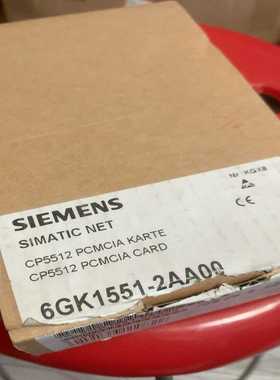 SIEMENS
SIMATIC NET
CP5512 PCMCIA KARTE
CP5512 PCMCIA CARD
6GK1551-2AA00
CE